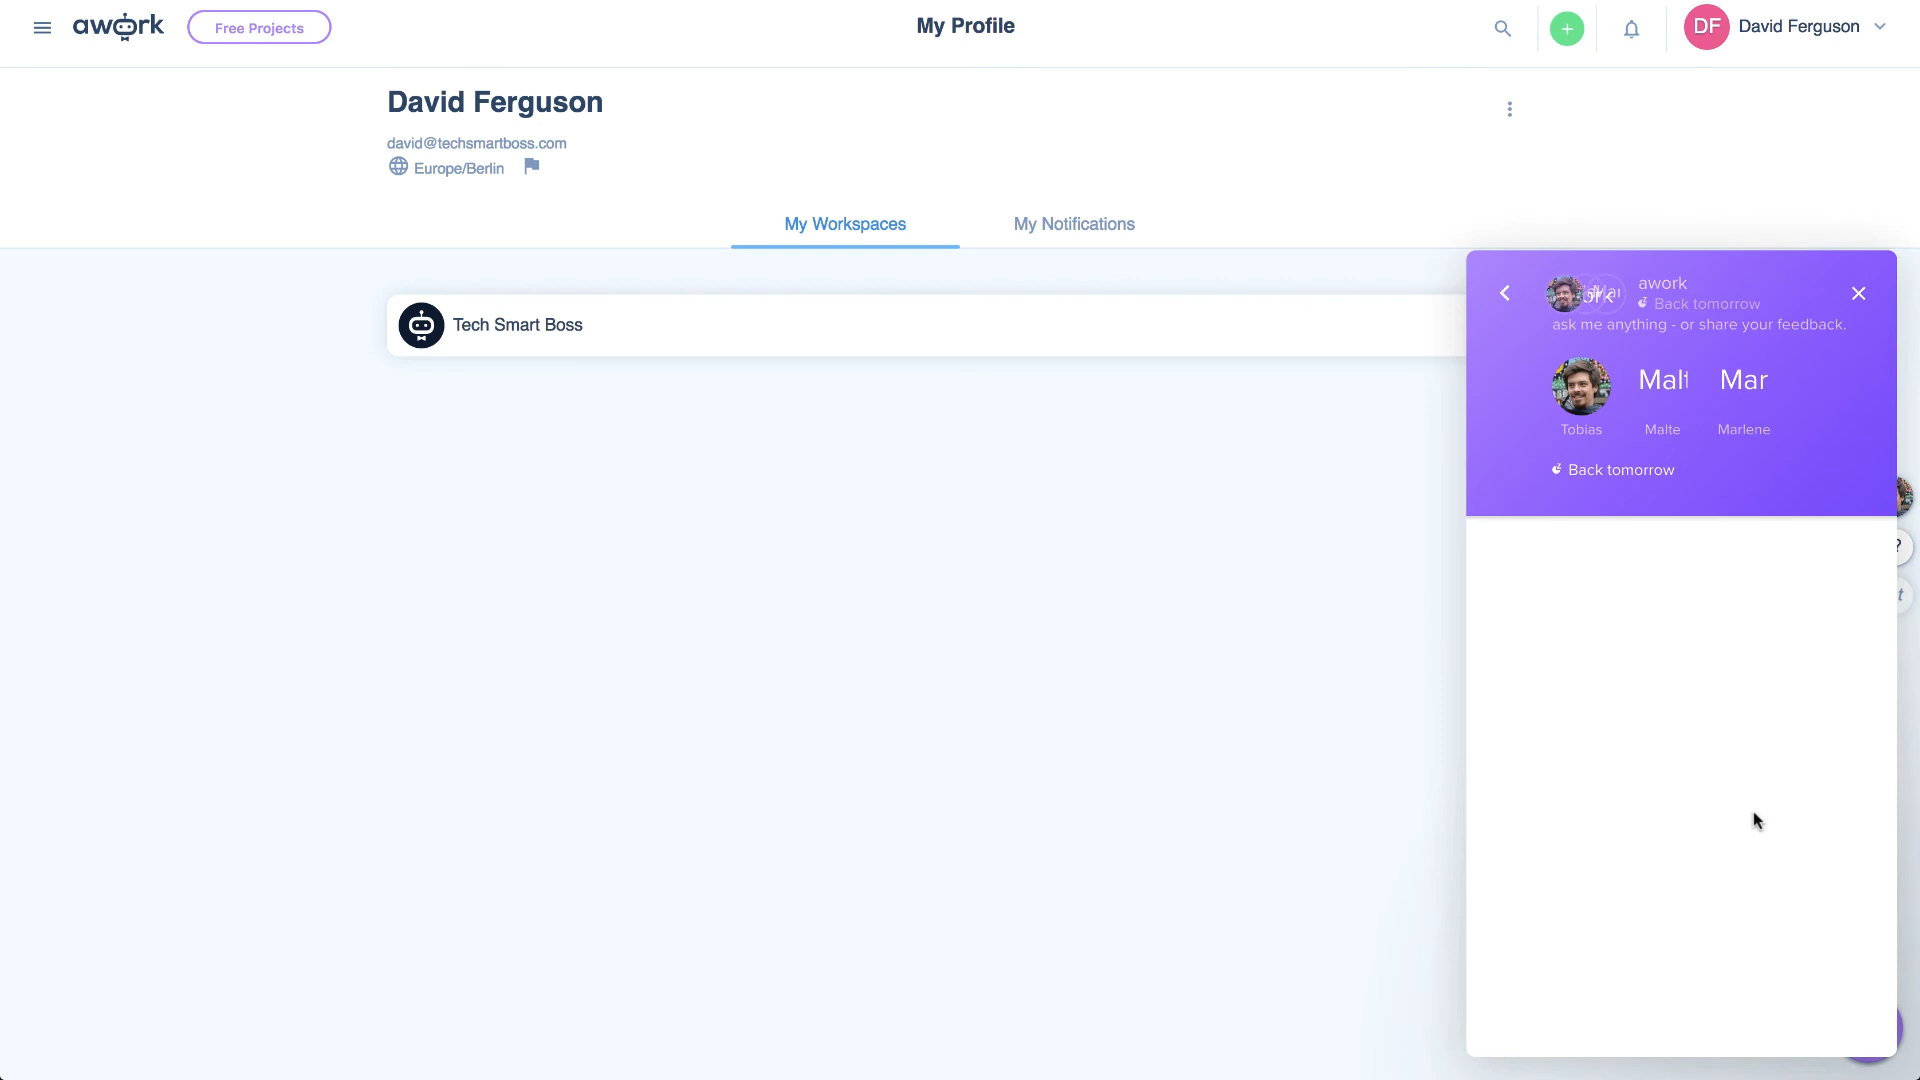 awork
Free Projects
My Profile
DF
David Ferguson
David Ferguson
david@techsmartboss.com
Europe/Berlin
My Workspaces
My Notifications
Tech Smart Boss
awork
Back tomorrow
ask me anything - or share your feedback.
Malt
Mar
Tobias
Malte
Marlene
Back tomorrow
?
t